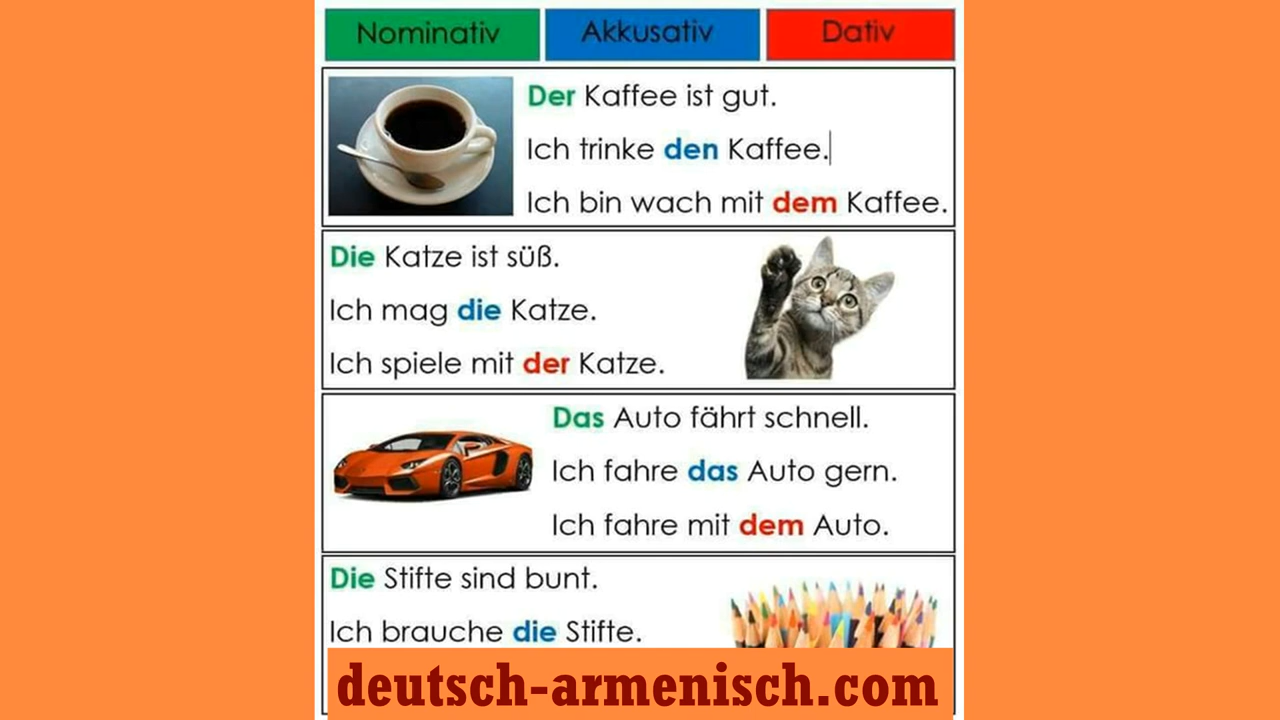 Nominativ Akkusativ Dativ
Der Kaffee ist gut.
Ich trinke den Kaffee.
Ich bin wach mit dem Kaffee.
Die Katze ist süß.
Ich mag die Katze.
Ich spiele mit der Katze.
Das Auto fährt schnell.
Ich fahre das Auto gern.
Ich fahre mit dem Auto.
Die Stifte sind bunt.
Ich brauche die Stifte.
deutsch-armenisch.com